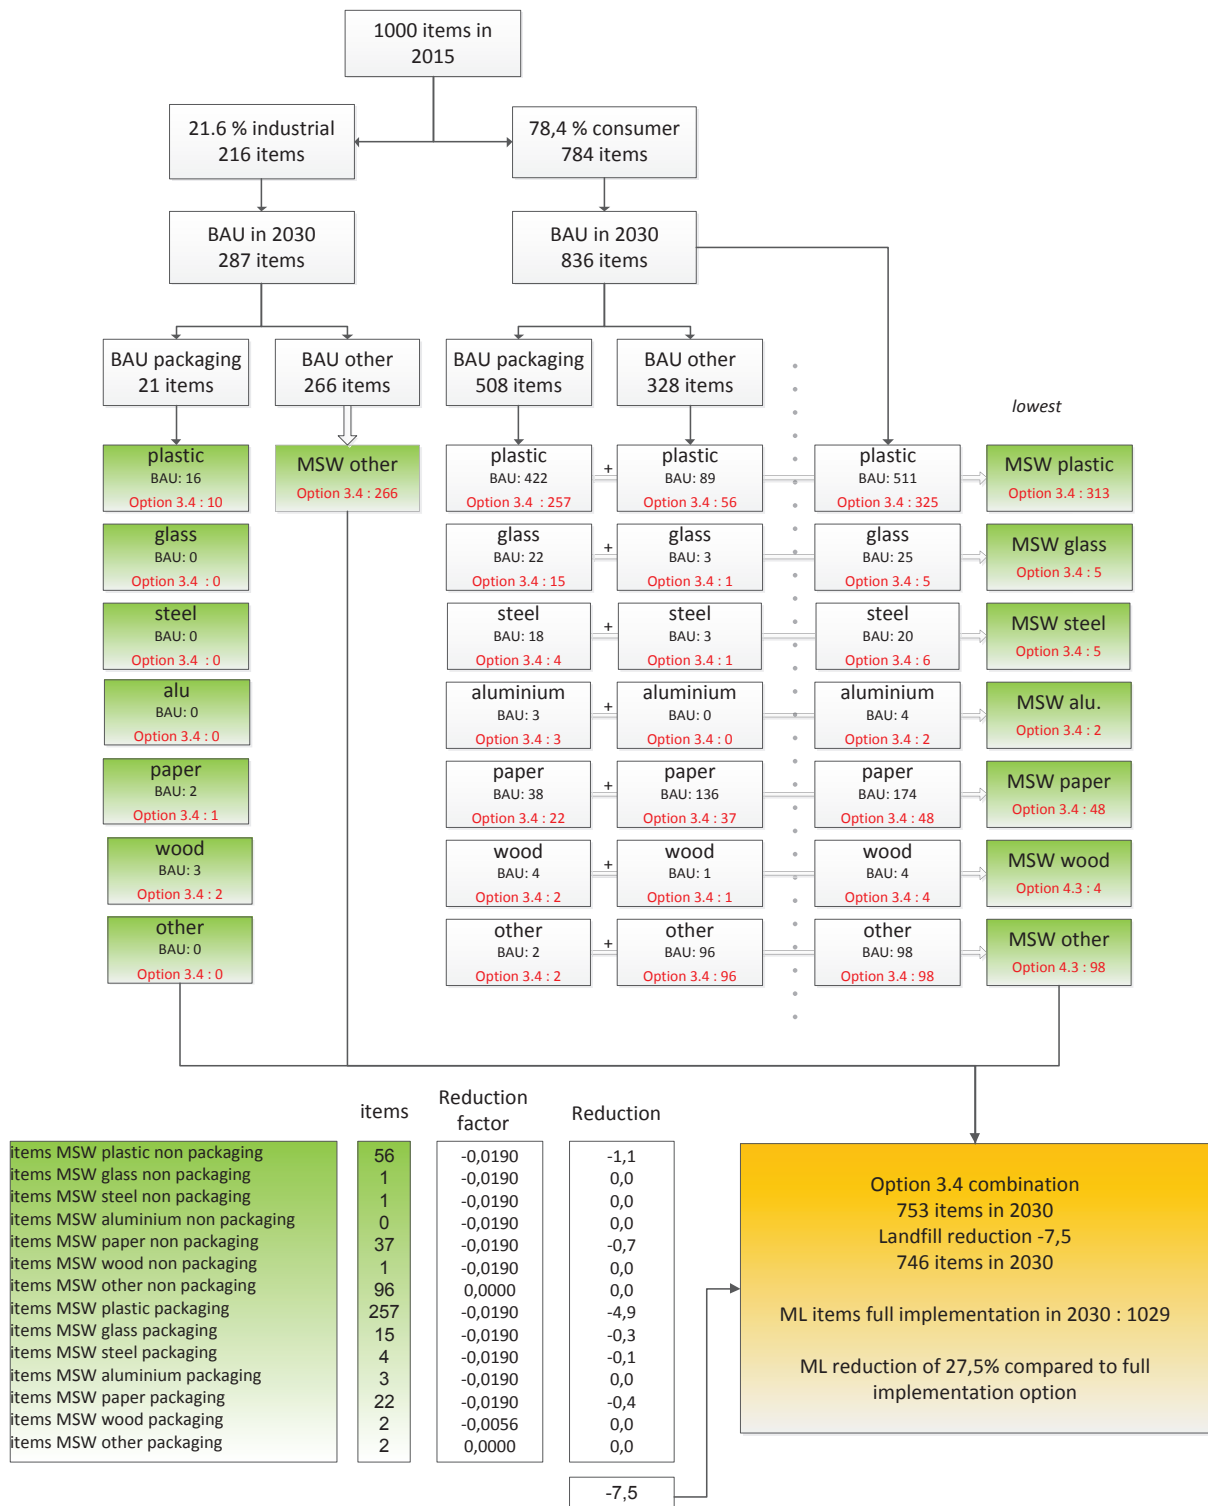 1000 items in
2015
21.6 % industrial
216 items
78,4 % consumer
784 items
BAU in 2030
287 items
BAU in 2030
836 items
BAU packaging
21 items
BAU other
266 items
BAU packaging
508 items
BAU other
328 items
lowest
plastic
BAU: 16
Option 3.4 : 10
MSW other
Option 3.4 : 266
plastic
BAU: 422
Option 3.4 : 257
+
plastic
BAU: 89
Option 3.4 : 56
plastic
BAU: 511
Option 3.4 : 325
MSW plastic
Option 3.4 : 313
glass
BAU: 0
Option 3.4 : 0
glass
BAU: 22
Option 3.4 : 15
+
glass
BAU: 3
Option 3.4 : 1
glass
BAU: 25
Option 3.4 : 5
MSW glass
Option 3.4 : 5
steel
BAU: 0
Option 3.4 : 0
steel
BAU: 18
Option 3.4 : 4
+
steel
BAU: 3
Option 3.4 : 1
steel
BAU: 20
Option 3.4 : 6
MSW steel
Option 3.4 : 5
alu
BAU: 0
Option 3.4 : 0
aluminium
BAU: 3
Option 3.4 : 3
+
aluminium
BAU: 0
Option 3.4 : 0
aluminium
BAU: 4
Option 3.4 : 2
MSW alu.
Option 3.4 : 2
paper
BAU: 2
Option 3.4 : 1
paper
BAU: 38
Option 3.4 : 22
+
paper
BAU: 136
Option 3.4 : 37
paper
BAU: 174
Option 3.4 : 48
MSW paper
Option 3.4 : 48
wood
BAU: 3
Option 3.4 : 2
wood
BAU: 4
Option 3.4 : 2
+
wood
BAU: 1
Option 3.4 : 1
wood
BAU: 4
Option 3.4 : 4
MSW wood
Option 4.3 : 4
other
BAU: 0
Option 3.4 : 0
other
BAU: 2
Option 3.4 : 2
+
other
BAU: 96
Option 3.4 : 96
other
BAU: 98
Option 3.4 : 98
MSW other
Option 4.3 : 98
items
Reduction
factor
Reduction
items MSW plastic non packaging 56 -0,0190 -1,1
items MSW glass non packaging 1 -0,0190 0,0
items MSW steel non packaging 1 -0,0190 0,0
items MSW aluminium non packaging 0 -0,0190 0,0
items MSW paper non packaging 37 -0,0190 -0,7
items MSW wood non packaging 1 -0,0190 0,0
items MSW other non packaging 96 0,0000 0,0
items MSW plastic packaging 257 -0,0190 -4,9
items MSW glass packaging 15 -0,0190 -0,3
items MSW steel packaging 4 -0,0190 -0,1
items MSW aluminium packaging 3 -0,0190 0,0
items MSW paper packaging 22 -0,0190 -0,4
items MSW wood packaging 2 -0,0056 0,0
items MSW other packaging 2 0,0000 0,0
-7,5
Option 3.4 combination
753 items in 2030
Landfill reduction -7,5
746 items in 2030
ML items full implementation in 2030 : 1029
ML reduction of 27,5% compared to full
implementation option